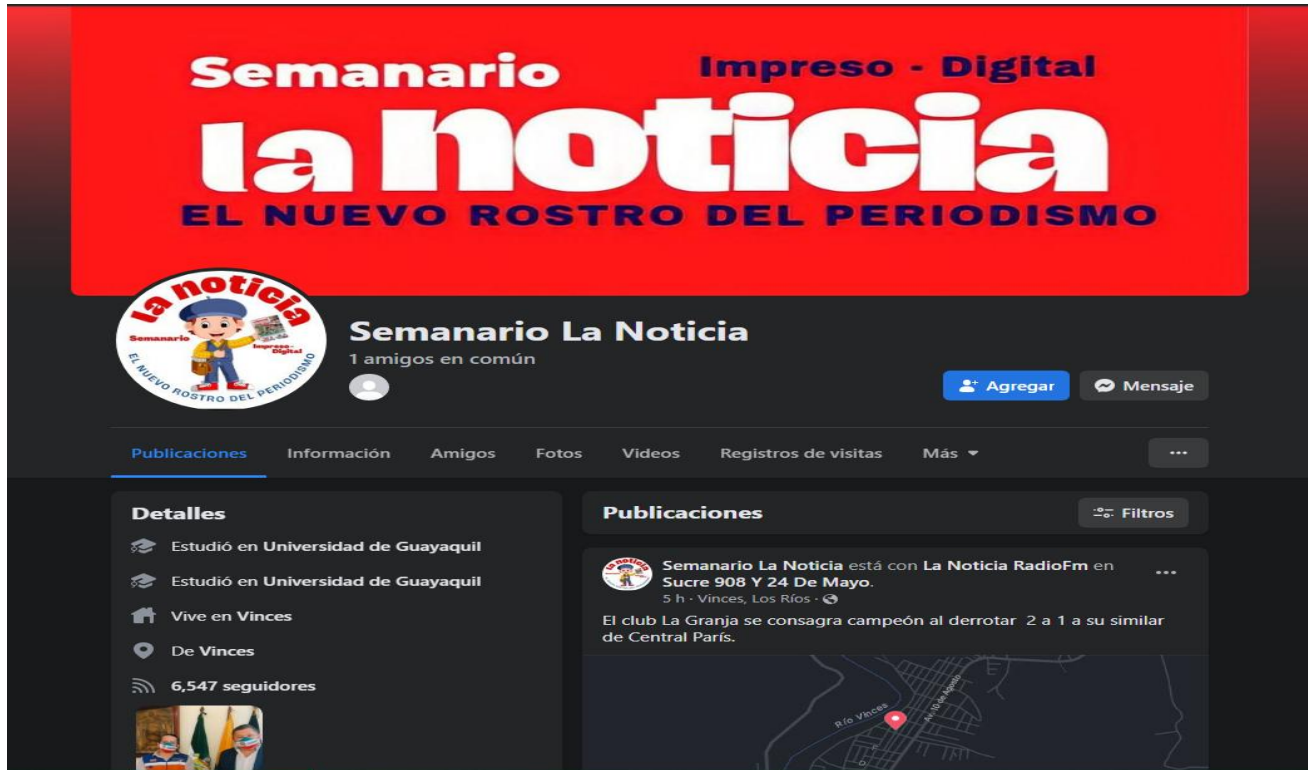 Semanario
Impreso - Digital
la noticia
EL NUEVO ROSTRO DEL PERIODISMO
la noticia
Semanario
Impreso-
Digital
EL NUEVO ROSTRO DEL PERIODISMO
Semanario La Noticia
1 amigos en común
Agregar
Mensaje
Publicaciones
Información
Amigos
Fotos
Videos
Registros de visitas
Más
Detalles
Estudió en Universidad de Guayaquil
Estudió en Universidad de Guayaquil
Vive en Vinces
De Vinces
6,547 seguidores
Publicaciones
Filtros
Semanario La Noticia está con La Noticia RadioFm en
Sucre 908 Y 24 De Mayo.
5 h · Vinces, Los Ríos ·
El club La Granja se consagra campeón al derrotar 2 a 1 a su similar
de Central París.
Río Vinces
Av. 10 de Agosto